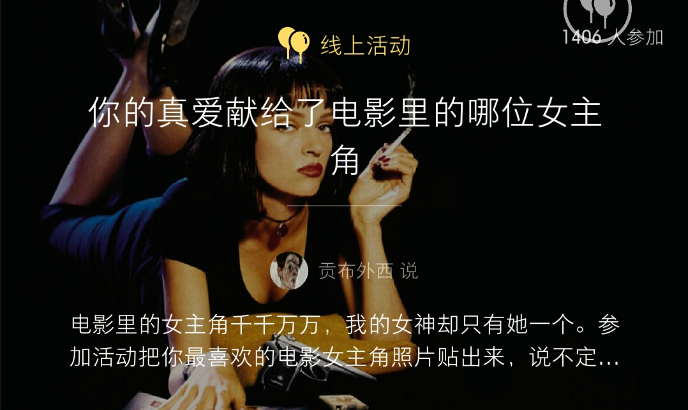 线上活动
1406 人参加
你的真爱献给了电影里的哪位女主
角
贡布外西 说
电影里的女主角千千万万，我的女神却只有她一个。参
加活动把你最喜欢的电影女主角照片贴出来，说不定...